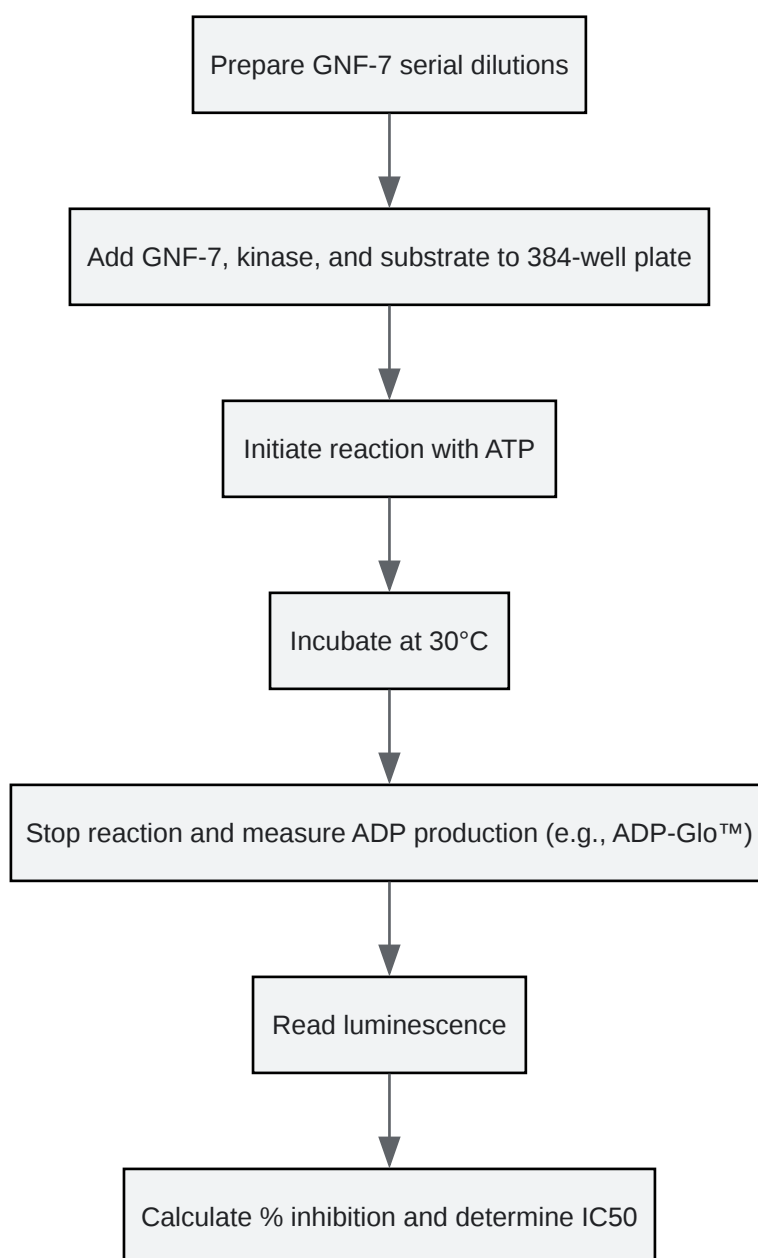 Prepare GNF-7 serial dilutions
Add GNF-7, kinase, and substrate to 384-well plate
Initiate reaction with ATP
Incubate at 30°C
Stop reaction and measure ADP production (e.g., ADP-Glo™)
Read luminescence
Calculate % inhibition and determine IC50